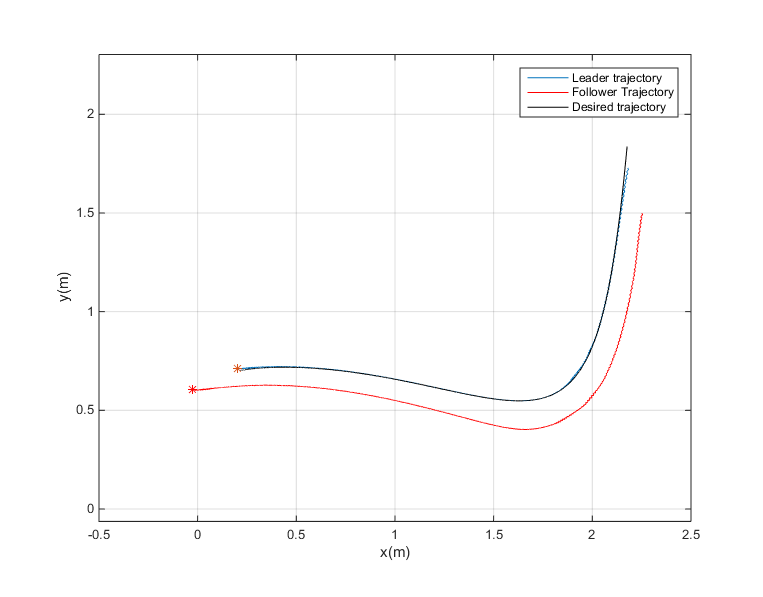 Leader trajectory
Follower Trajectory
Desired trajectory
2
1.5
1
0.5
0
y(m)
-0.5 0 0.5 1 1.5 2 2.5
x(m)